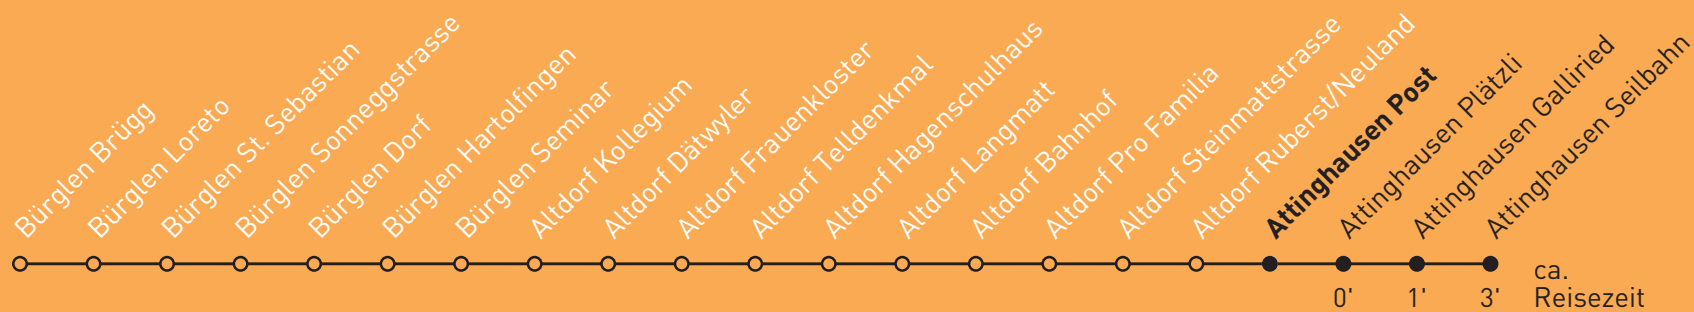 Bürglen Brügg
Bürglen Loreto
Bürglen St. Sebastian
Bürglen Sonneggstrasse
Bürglen Dorf
Bürglen Hartolfingen
Bürglen Seminar
Altdorf Kollegium
Altdorf Dätwyler
Altdorf Frauenkloster
Altdorf Telldenkmal
Altdorf Hagenschulhaus
Altdorf Langmatt
Altdorf Bahnhof
Altdorf Pro Familia
Altdorf Steinmattstrasse
Altdorf Ruberst/Neuland
Attinghausen Post
Attinghausen Plätzli
Attinghausen Galliried
Attinghausen Seilbahn
ca.
0' 1' 3' Reisezeit